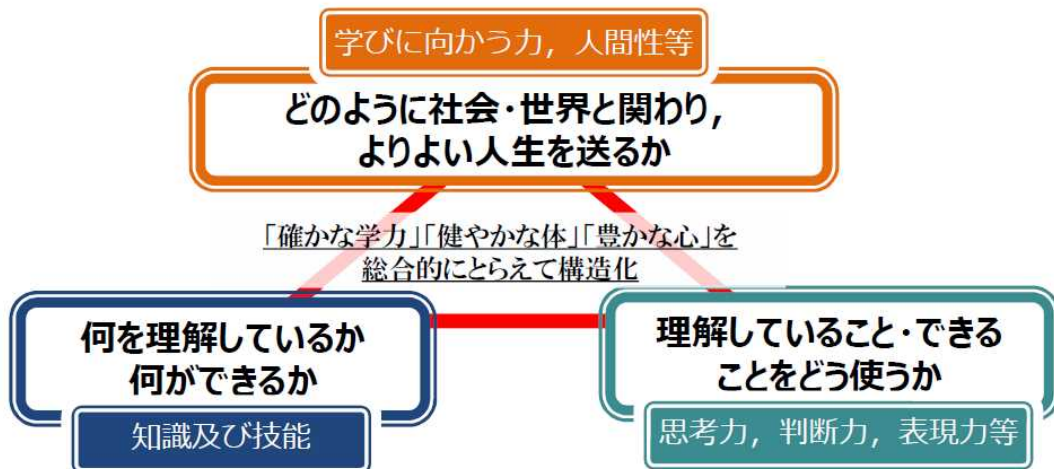 学びに向かう力，人間性等
どのように社会・世界と関わり，
よりよい人生を送るか
「確かな学力」「健やかな体」「豊かな心」を
総合的にとらえて構造化
何を理解しているか
何ができるか
知識及び技能
理解していること・できる
ことをどう使うか
思考力，判断力，表現力等